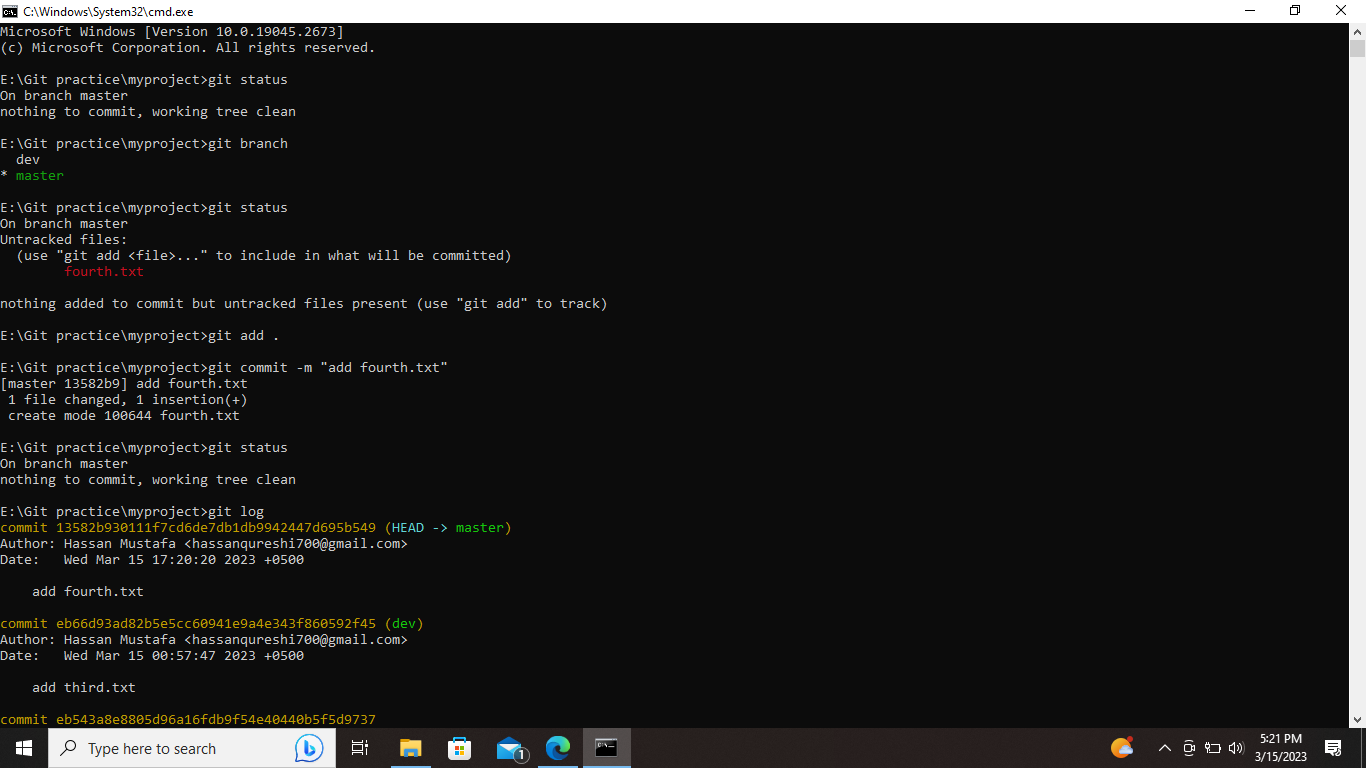 C:\Windows\System32\cmd.exe
Microsoft Windows [Version 10.0.19045.2673]
(c) Microsoft Corporation. All rights reserved.
E:\Git practice\myproject>git status
On branch master
nothing to commit, working tree clean
E:\Git practice\myproject>git branch
  dev
* master
E:\Git practice\myproject>git status
On branch master
Untracked files:
  (use "git add <file>..." to include in what will be committed)
        fourth.txt
nothing added to commit but untracked files present (use "git add" to track)
E:\Git practice\myproject>git add .
E:\Git practice\myproject>git commit -m "add fourth.txt"
[master 13582b9] add fourth.txt
 1 file changed, 1 insertion(+)
 create mode 100644 fourth.txt
E:\Git practice\myproject>git status
On branch master
nothing to commit, working tree clean
E:\Git practice\myproject>git log
commit 13582b930111f7cd6de7db1db9942447d695b549 (HEAD -> master)
Author: Hassan Mustafa <hassanqureshi700@gmail.com>
Date:   Wed Mar 15 17:20:20 2023 +0500
    add fourth.txt
commit eb66d93ad82b5e5cc60941e9a4e343f860592f45 (dev)
Author: Hassan Mustafa <hassanqureshi700@gmail.com>
Date:   Wed Mar 15 00:57:47 2023 +0500
    add third.txt
commit eb543a8e8805d96a16fdb9f54e40440b5f5d9737
Type here to search
1
5:21 PM
3/15/2023